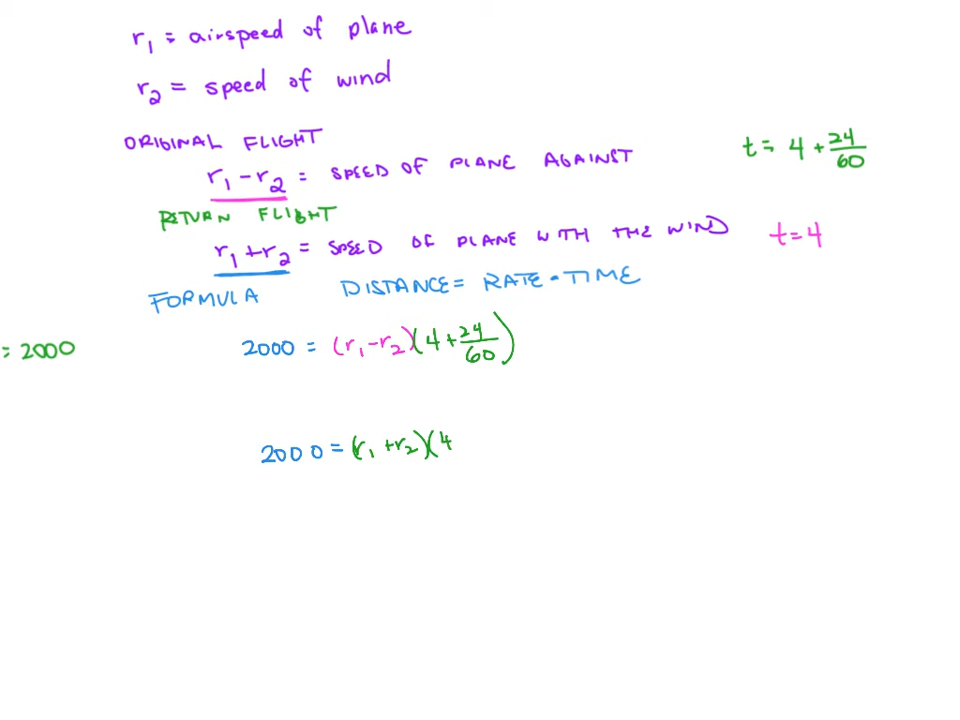 r₁ = airspeed of plane
r₂ = speed of wind
ORIGINAL FLIGHT
r₁ - r₂ = SPEED OF PLANE AGAINST
t = 4 + 24/60
RETURN FLIGHT
r₁ + r₂ = SPEED OF PLANE WITH THE WIND
t = 4
FORMULA DISTANCE = RATE • TIME
= 2000
2000 = (r₁ - r₂)(4 + 24/60)
2000 = (r₁ + r₂)(4